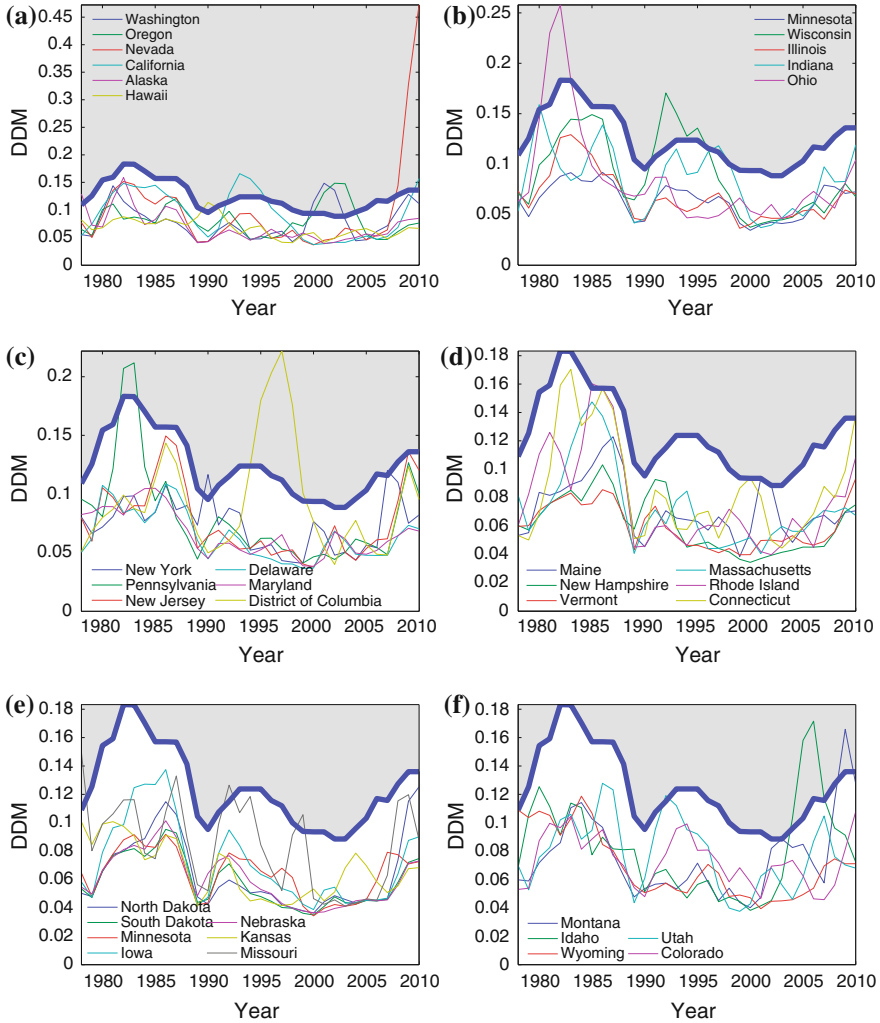 (a)
Washington
Oregon
Nevada
California
Alaska
Hawaii
0.45
0.4
0.35
0.3
0.25
0.2
0.15
0.1
0.05
0
DDM
1980 1985 1990 1995 2000 2005 2010
Year
(b)
Minnesota
Wisconsin
Illinois
Indiana
Ohio
0.25
0.2
0.15
0.1
0.05
0
DDM
1980 1985 1990 1995 2000 2005 2010
Year
(c)
0.2
0.15
0.1
0.05
0
DDM
New York
Pennsylvania
New Jersey
Delaware
Maryland
District of Columbia
1980 1985 1990 1995 2000 2005 2010
Year
(d)
0.18
0.16
0.14
0.12
0.1
0.08
0.06
0.04
0.02
0
DDM
Maine
New Hampshire
Vermont
Massachusetts
Rhode Island
Connecticut
1980 1985 1990 1995 2000 2005 2010
Year
(e)
0.18
0.16
0.14
0.12
0.1
0.08
0.06
0.04
0.02
0
DDM
North Dakota
South Dakota
Minnesota
Iowa
Nebraska
Kansas
Missouri
1980 1985 1990 1995 2000 2005 2010
Year
(f)
0.18
0.16
0.14
0.12
0.1
0.08
0.06
0.04
0.02
0
DDM
Montana
Idaho
Wyoming
Utah
Colorado
1980 1985 1990 1995 2000 2005 2010
Year